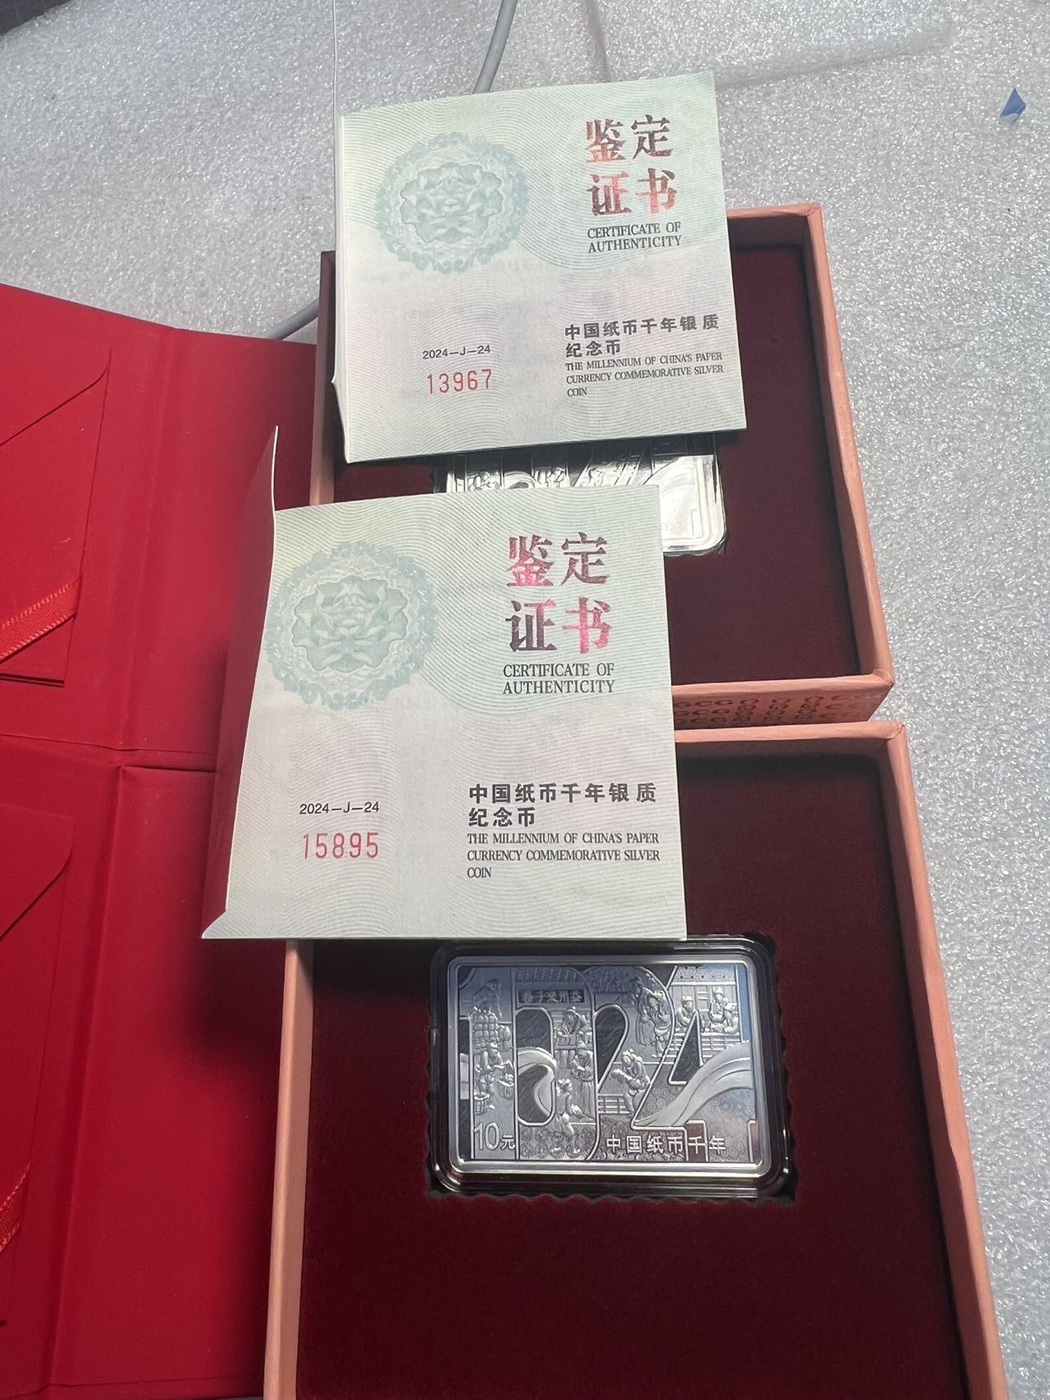 鉴定
证书
CERTIFICATE OF
AUTHENTICITY
2024—J—24
13967
中国纸币千年银质
纪念币
THE MILLENNIUM OF CHINA'S PAPER
CURRENCY COMMEMORATIVE SILVER
COIN
鉴定
证书
CERTIFICATE OF
AUTHENTICITY
2024—J—24
15895
中国纸币千年银质
纪念币
THE MILLENNIUM OF CHINA'S PAPER
CURRENCY COMMEMORATIVE SILVER
COIN
1024
10元
中国纸币千年